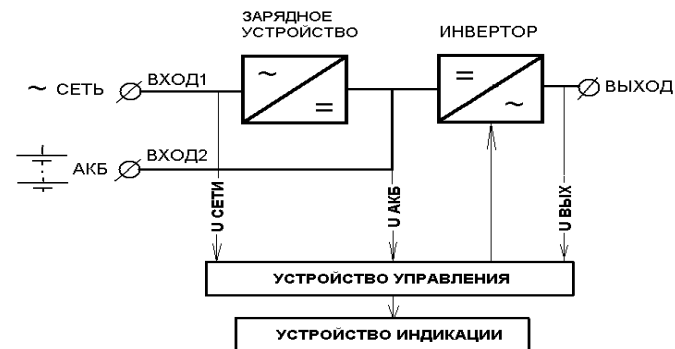 ЗАРЯДНОЕ
УСТРОЙСТВО
ИНВЕРТОР
~ СЕТЬ
ВХОД1
~
=
=
~
ВЫХОД
АКБ
ВХОД2
U СЕТИ
U АКБ
U ВЫХ
УСТРОЙСТВО УПРАВЛЕНИЯ
УСТРОЙСТВО ИНДИКАЦИИ